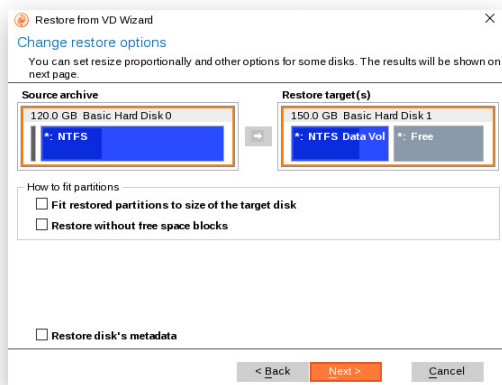 Restore from VD Wizard
Change restore options
You can set resize proportionally and other options for some disks. The results will be shown on
next page.
Source archive
Restore target(s)
120.0 GB Basic Hard Disk 0
150.0 GB Basic Hard Disk 1
*: NTFS
*: NTFS Data Vol
*: Free
How to fit partitions
Fit restored partitions to size of the target disk
Restore without free space blocks
Restore disk's metadata
< Back
Next >
Cancel